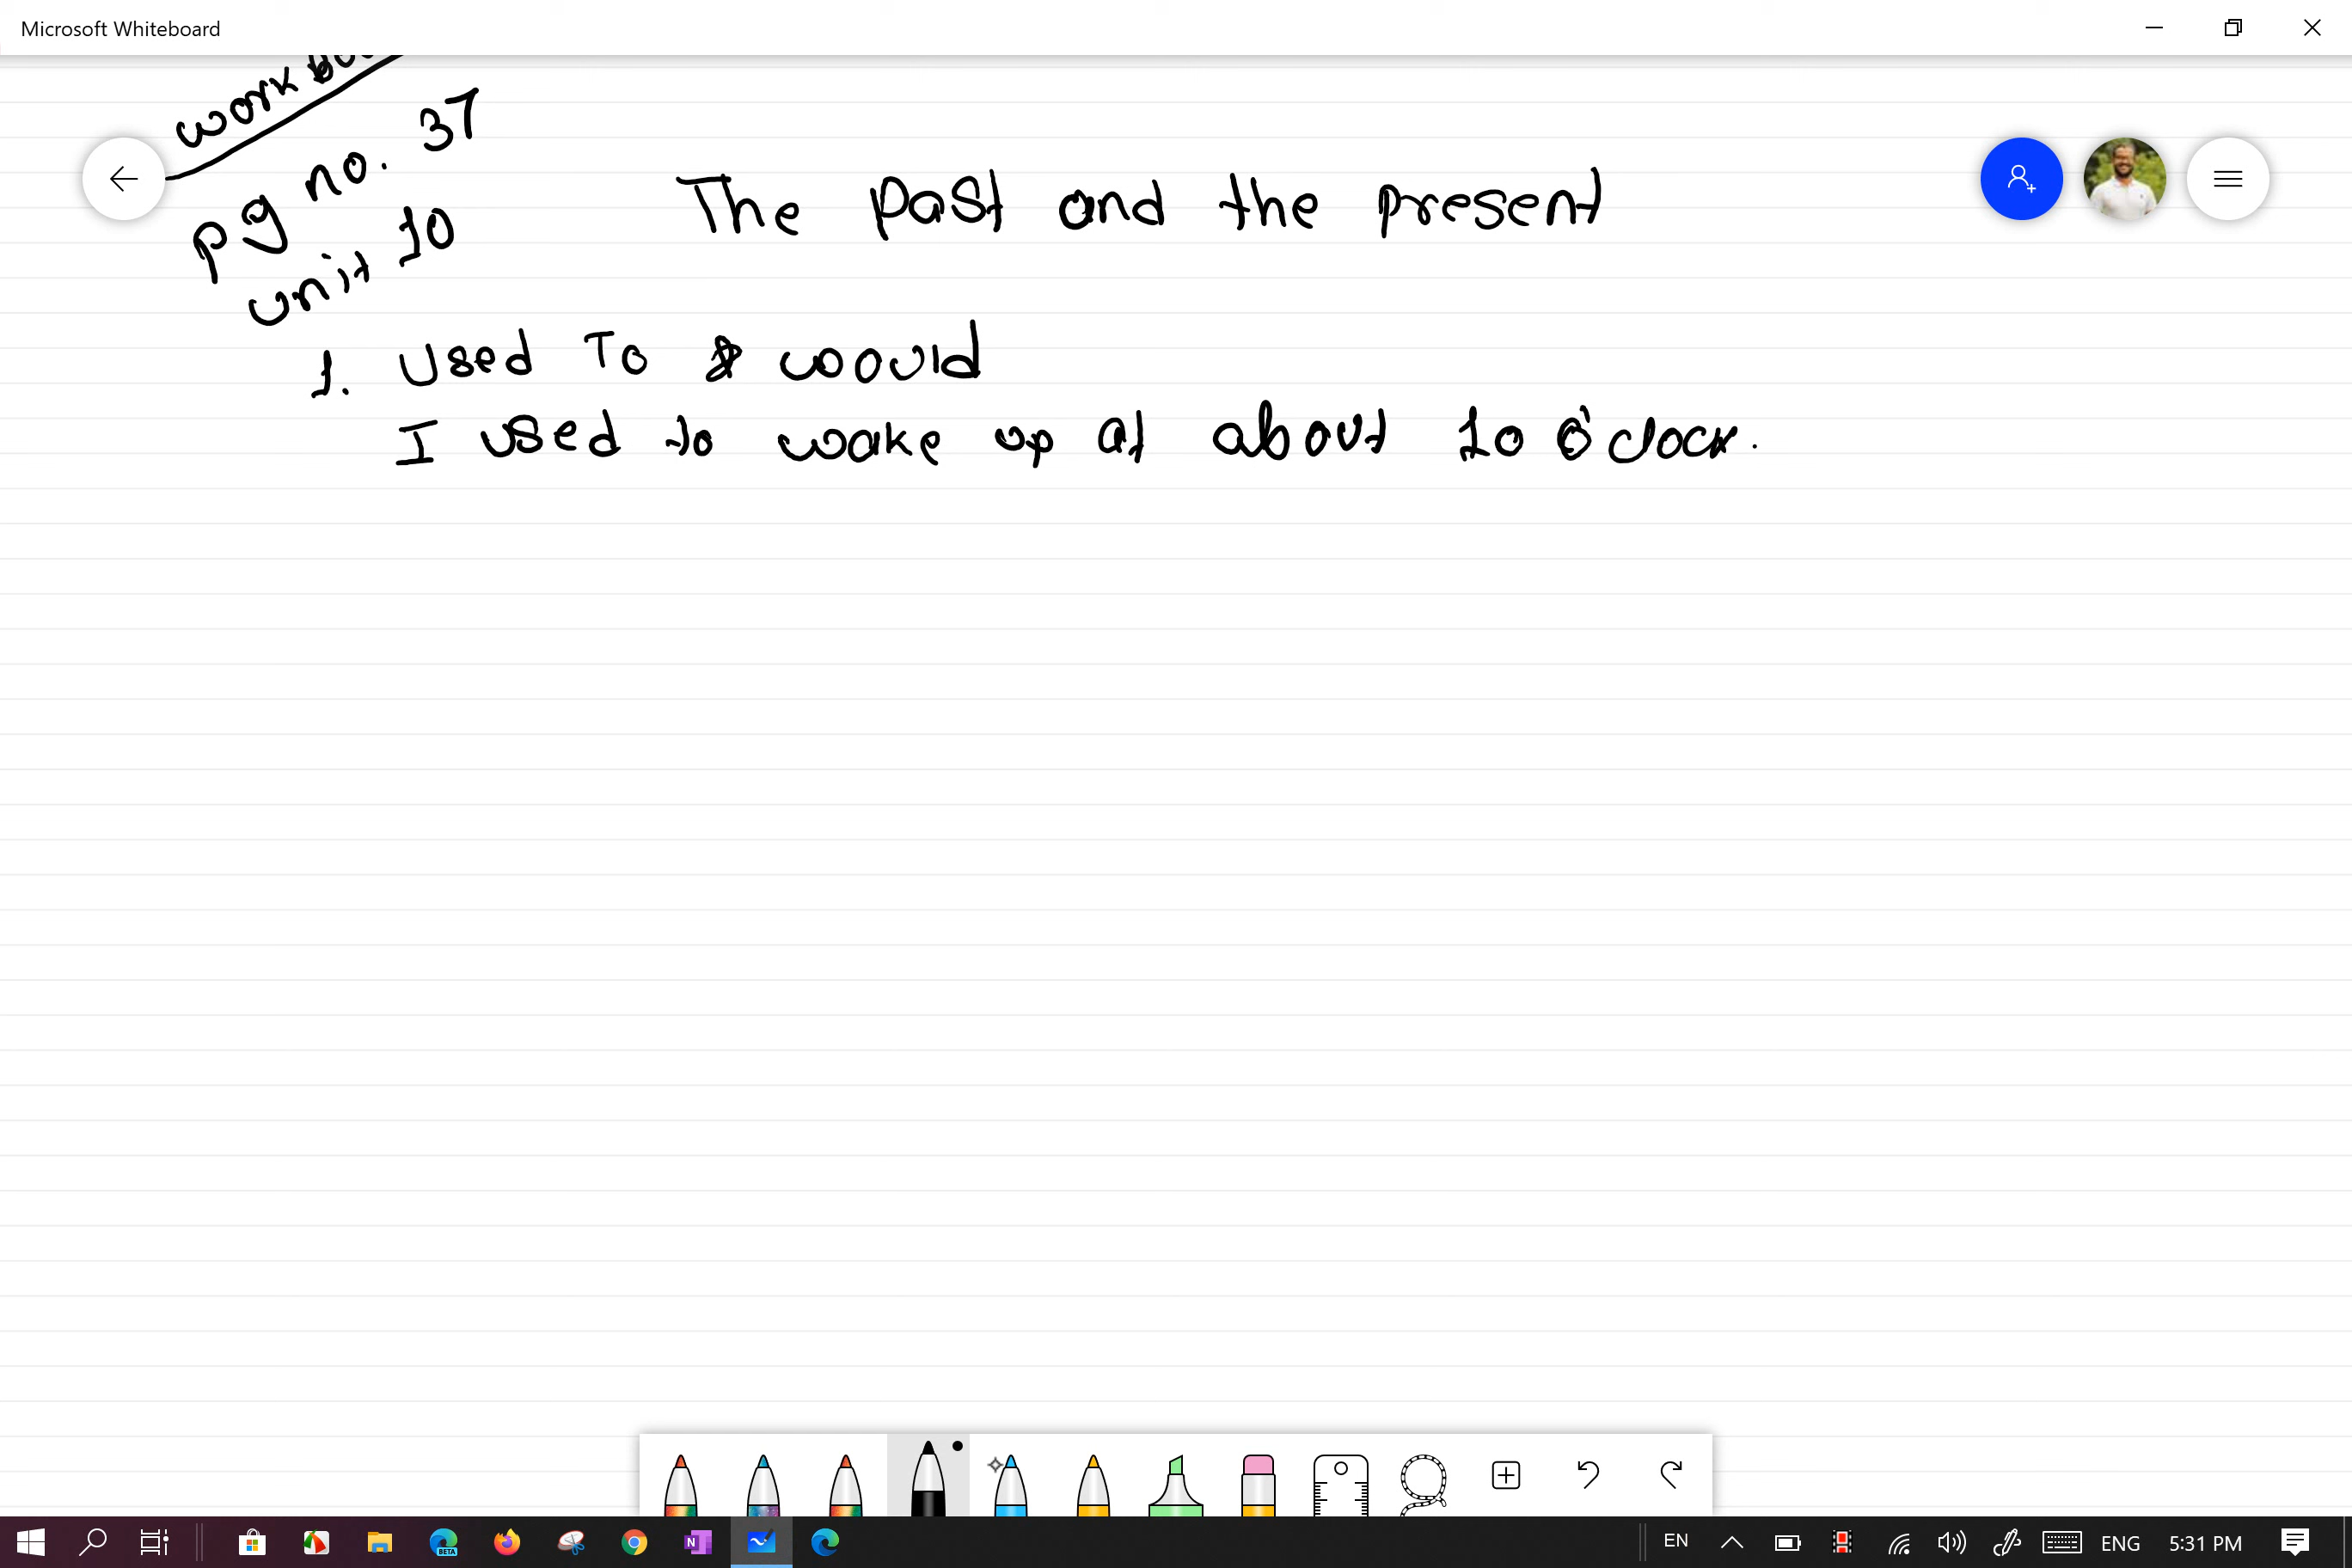 Microsoft Whiteboard
work
pg no. 37
unit 10
The Past and the present
1. Used To & would
I used to wake up at about 10 o'clock.
BETA
N
EN
ENG
5:31 PM